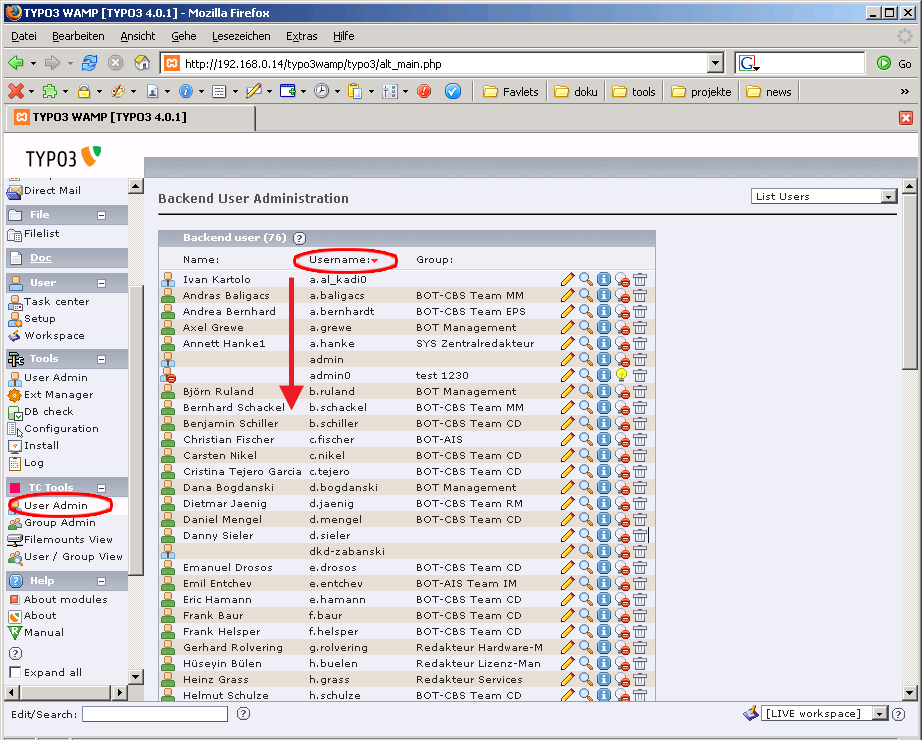 TYPO3 WAMP [TYPO3 4.0.1] - Mozilla Firefox
Datei Bearbeiten Ansicht Gehe Lesezeichen Extras Hilfe
http://192.168.0.14/typo3wamp/typo3/alt_main.php G Go
Favlets doku tools projekte news »
TYPO3 WAMP [TYPO3 4.0.1]
TYPO3
Direct Mail
File
Filelist
Doc
User
Task center
Setup
Workspace
Tools
User Admin
Ext Manager
DB check
Configuration
Install
Log
TC Tools
User Admin
Group Admin
Filemounts View
User / Group View
Help
About modules
About
Manual
Expand all
Backend User Administration
List Users
Backend user (76)
Name: Username: Group:
Ivan Kartolo a.al_kadi0
Andras Baligacs a.baligacs BOT-CBS Team MM
Andrea Bernhard a.bernhardt BOT-CBS Team EPS
Axel Grewe a.grewe BOT Management
Annett Hanke1 a.hanke SYS Zentralredakteur
admin
admin0 test 1230
Björn Ruland b.ruland BOT Management
Bernhard Schackel b.schackel BOT-CBS Team MM
Benjamin Schiller b.schiller BOT-CBS Team CD
Christian Fischer c.fischer BOT-AIS
Carsten Nikel c.nikel BOT-CBS Team CD
Cristina Tejero Garcia c.tejero BOT-CBS Team CD
Dana Bogdanski d.bogdanski BOT Management
Dietmar Jaenig d.jaenig BOT-CBS Team RM
Daniel Mengel d.mengel BOT-CBS Team CD
Danny Sieler d.sieler
dkd-zabanski
Emanuel Drosos e.drosos BOT-CBS Team CD
Emil Entchev e.entchev BOT-AIS Team IM
Eric Hamann e.hamann BOT-CBS Team CD
Frank Baur f.baur BOT-CBS Team CD
Frank Helsper f.helsper BOT-CBS Team CD
Gerhard Rolvering g.rolvering Redakteur Hardware-M
Hüseyin Bülen h.buelen Redakteur Lizenz-Man
Heinz Grass h.grass Redakteur Services
Helmut Schulze h.schulze BOT-CBS Team CD
Edit/Search: [LIVE workspace]